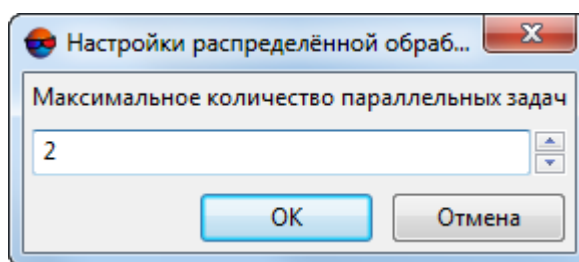 Настройки распределённой обраб...
Максимальное количество параллельных задач
2
OK
Отмена